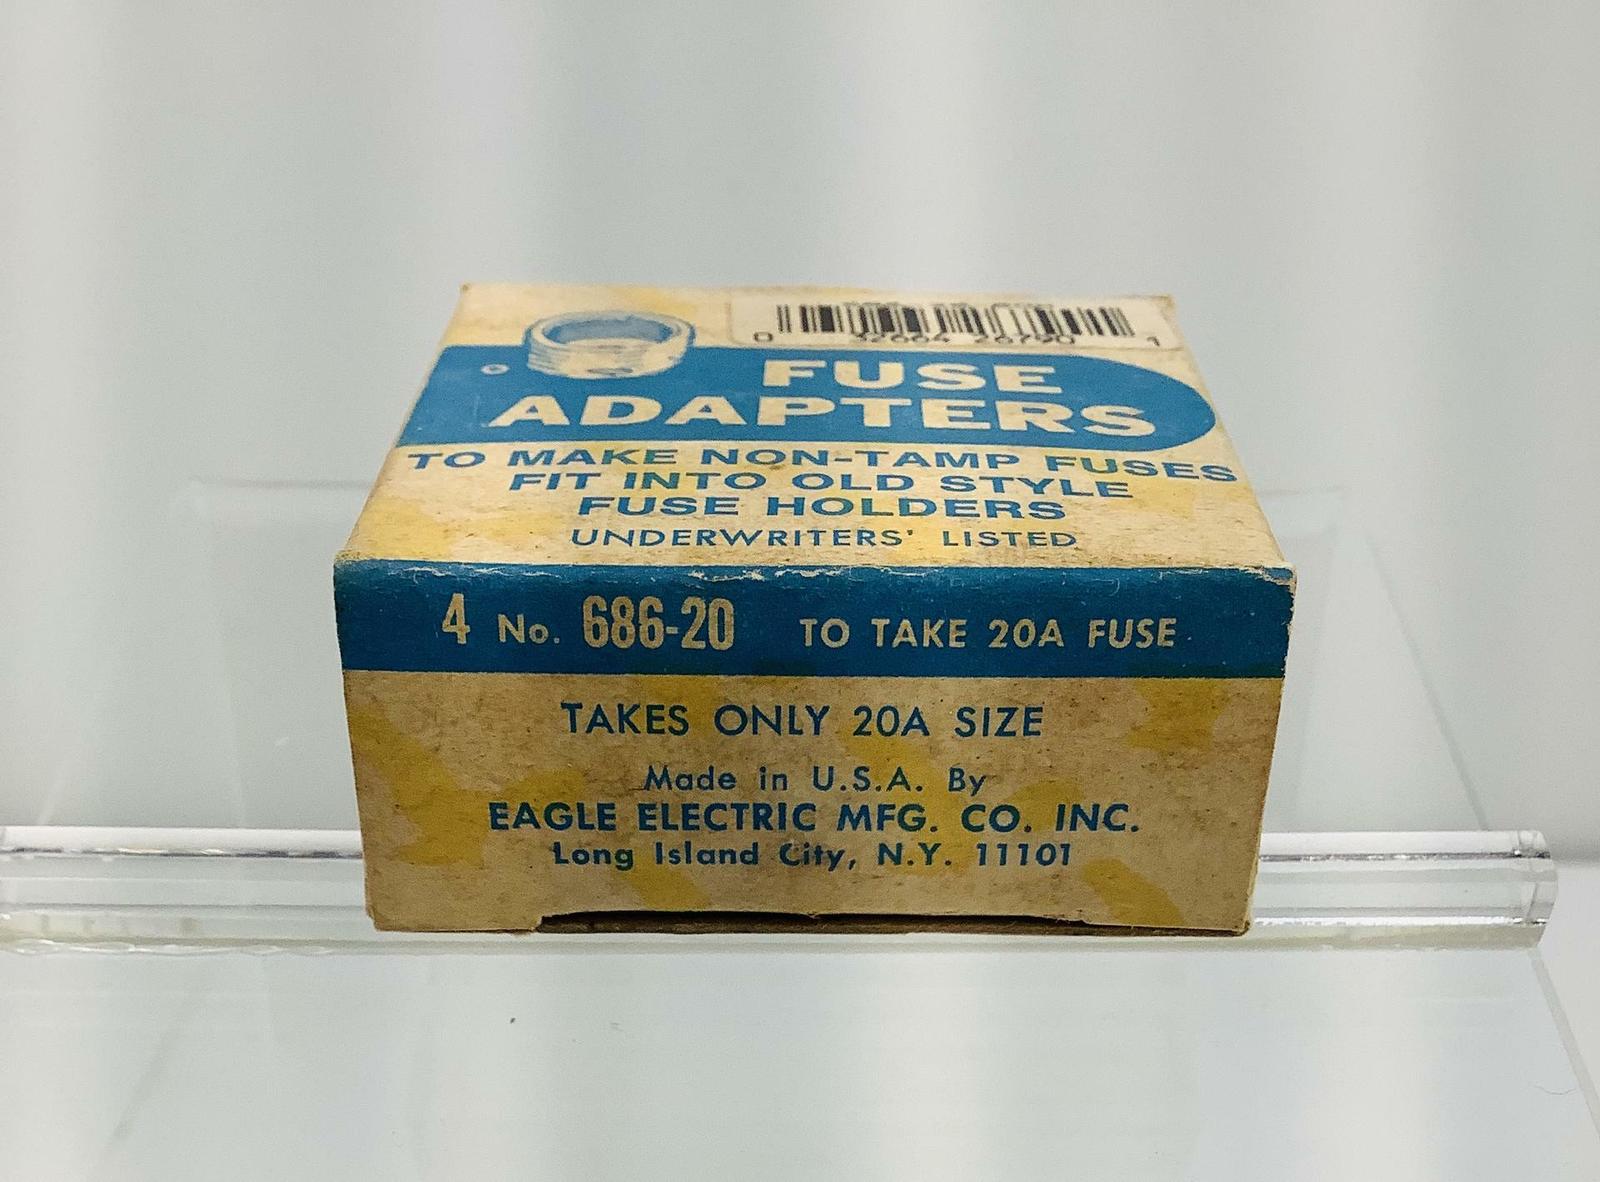 0 1
FUSE
ADAPTERS
TO MAKE NON-TAMP FUSES
FIT INTO OLD STYLE
FUSE HOLDERS
UNDERWRITERS' LISTED
4 No. 686-20 TO TAKE 20A FUSE
TAKES ONLY 20A SIZE
Made in U.S.A. By
EAGLE ELECTRIC MFG. CO. INC.
Long Island City, N.Y. 11101